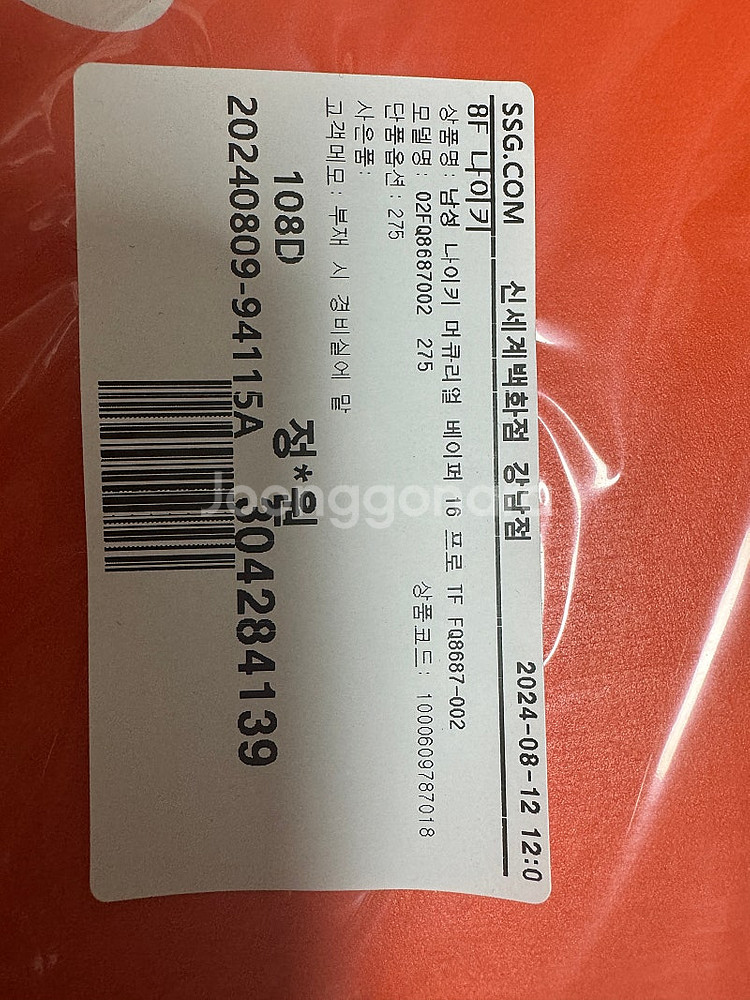 SSG.COM 신세계백화점 강남점 2024-08-12 12:0
8F 나이키
상품명: 남성 나이키 머큐리얼 베이퍼 16 프로 TF FQ8687-002
모델명: 02FQ8687002 275 상품코드: 1000609787018
단품옵션: 275
사은품:
고객메모: 부재 시 경비실에 말
108D 정*원
20240809-94115A 304284139
Joonggonara